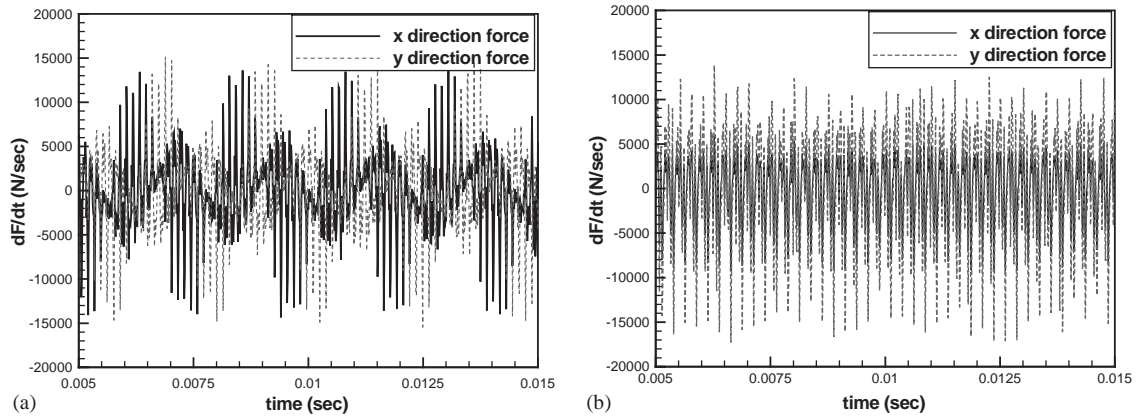 20000
15000
10000
5000
0
-5000
-10000
-15000
-20000
dF/dt (N/sec)
x direction force
y direction force
0.005
0.0075
0.01
0.0125
0.015
time (sec)
(a)
20000
15000
10000
5000
0
-5000
-10000
-15000
-20000
dF/dt (N/sec)
x direction force
y direction force
0.005
0.0075
0.01
0.0125
0.015
time (sec)
(b)